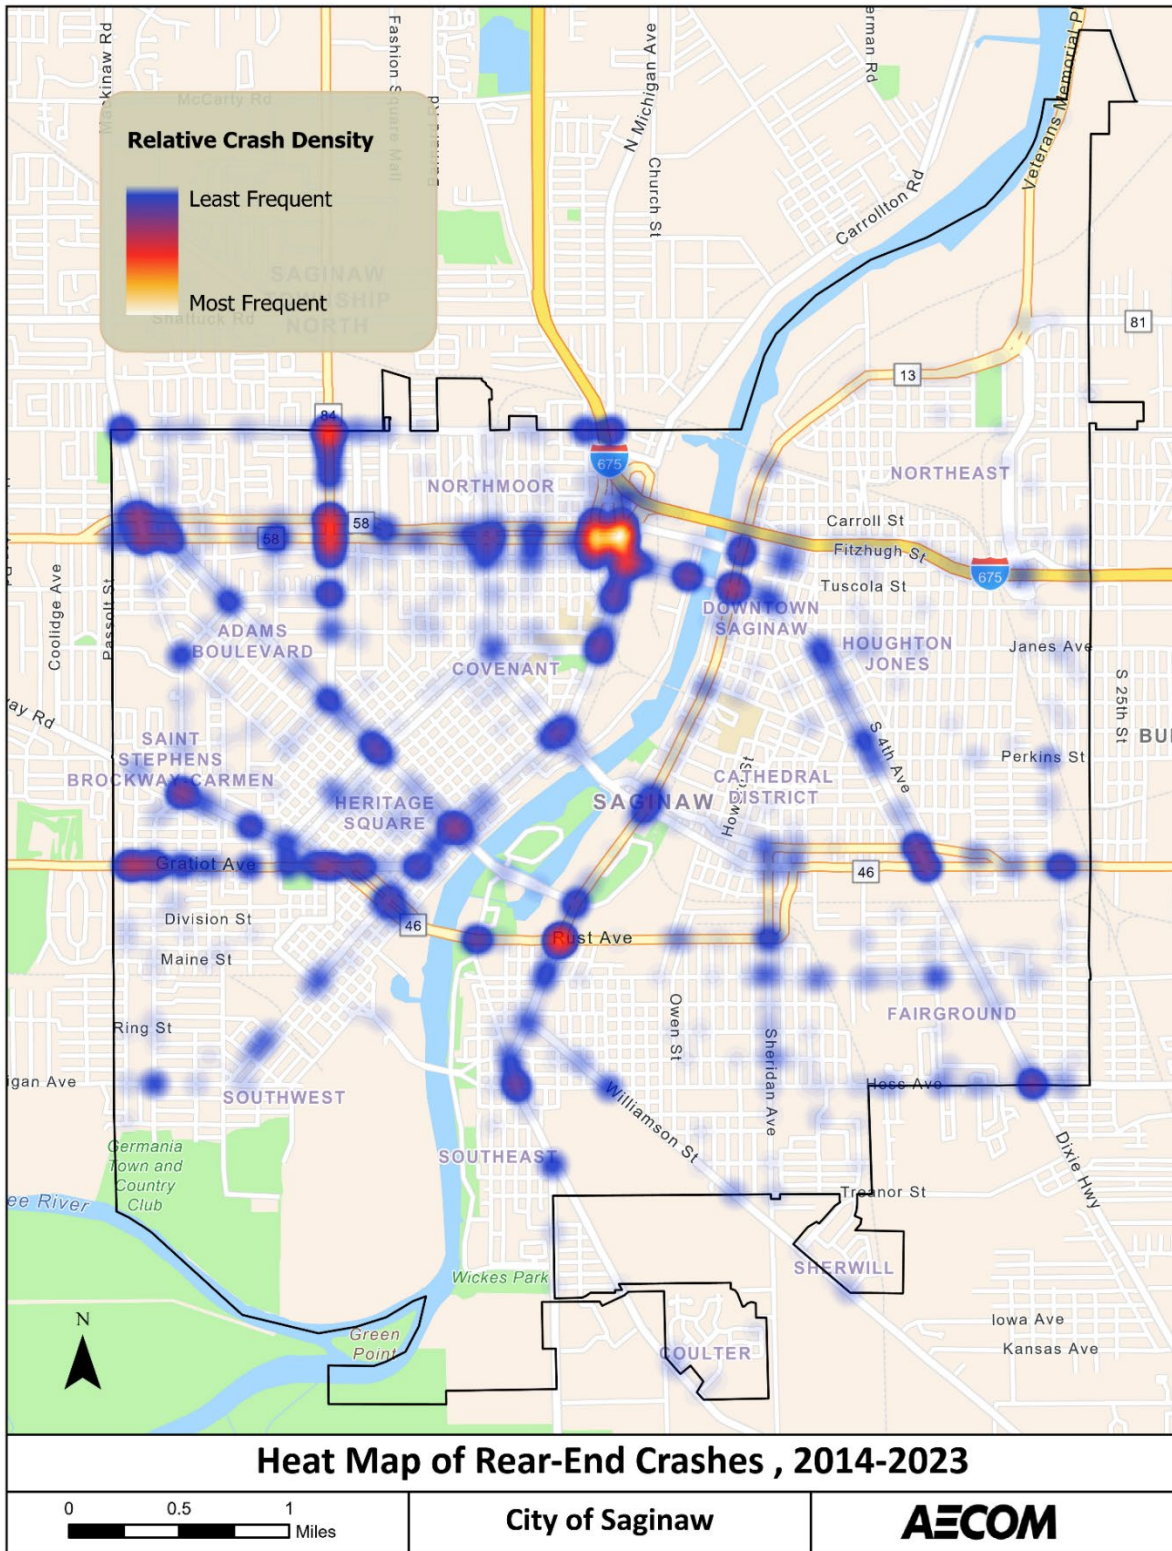 Mackinaw Rd
McCarty Rd
Fashion Square Mall
N Michigan Ave
Church St
Carrollton Rd
Veterans Memorial P
erman Rd
Relative Crash Density
Least Frequent
Most Frequent
SAGINAW
TOWNSHIP
NORTH
Shattuck Rd
81
13
84
675
NORTHMOOR
NORTHEAST
58
58
Carroll St
Fitzhugh St
675
Tuscola St
Coolidge Ave
Passolt St
DOWNTOWN
SAGINAW
ADAMS
BOULEVARD
COVENANT
HOUGHTON
JONES
Janes Ave
S 25th St
ay Rd
SAINT
STEPHENS
BROCKWAY CARMEN
S 4th Ave
BU
Perkins St
HERITAGE
SQUARE
SAGINAW
CATHEDRAL
DISTRICT
Gratiot Ave
46
Division St
46
Rust Ave
Maine St
Owen St
Sheridan Ave
FAIRGROUND
Ring St
igan Ave
SOUTHWEST
Hess Ave
Williamson St
Dixie Hwy
Germania
Town and
Country
Club
SOUTHEAST
ee River
Treanor St
Wickes Park
SHERWILL
N
Green
Point
Iowa Ave
Kansas Ave
COULTER
Heat Map of Rear-End Crashes , 2014-2023
0 0.5 1
Miles
City of Saginaw
AECOM